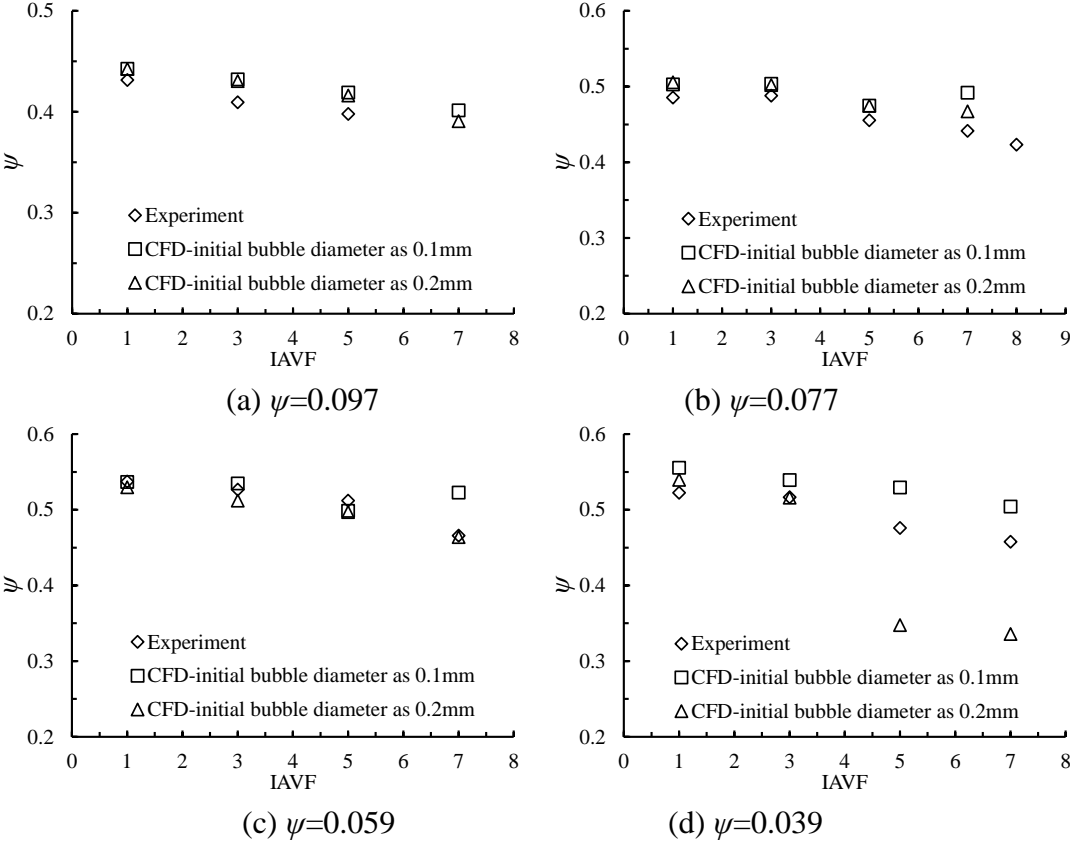 0.5
0.4
0.3
0.2
ψ
0 1 2 3 4 5 6 7 8
IAVF
Experiment
CFD-initial bubble diameter as 0.1mm
CFD-initial bubble diameter as 0.2mm
(a) ψ=0.097
0.6
0.5
0.4
0.3
0.2
ψ
0 1 2 3 4 5 6 7 8 9
IAVF
Experiment
CFD-initial bubble diameter as 0.1mm
CFD-initial bubble diameter as 0.2mm
(b) ψ=0.077
0.6
0.5
0.4
0.3
0.2
ψ
0 1 2 3 4 5 6 7 8
IAVF
Experiment
CFD-initial bubble diameter as 0.1mm
CFD-initial bubble diameter as 0.2mm
(c) ψ=0.059
0.6
0.5
0.4
0.3
0.2
ψ
0 1 2 3 4 5 6 7 8
IAVF
Experiment
CFD-initial bubble diameter as 0.1mm
CFD-initial bubble diameter as 0.2mm
(d) ψ=0.039